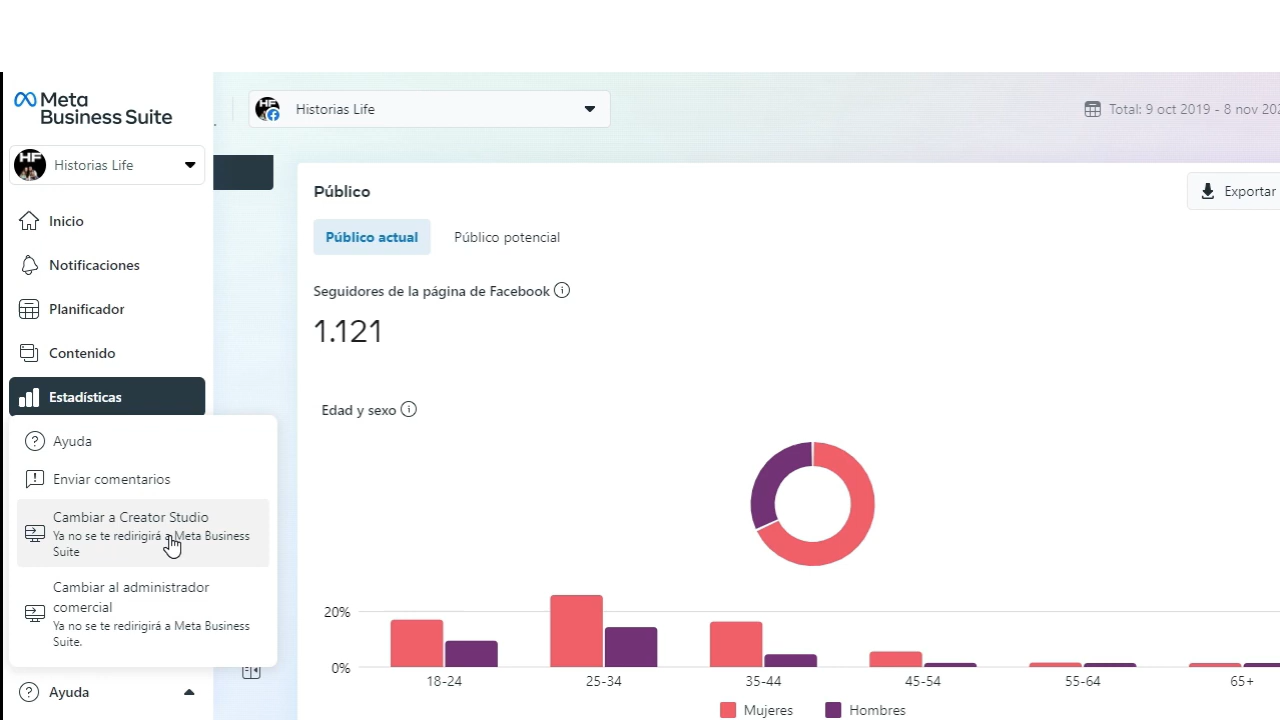 Meta
Business Suite
HF
Historias Life
Inicio
Notificaciones
Planificador
Contenido
Estadísticas
Ayuda
Enviar comentarios
Cambiar a Creator Studio
Ya no se te redirigirá a Meta Business
Suite
Cambiar al administrador
comercial
Ya no se te redirigirá a Meta Business
Suite.
Ayuda
HF
Historias Life
Total: 9 oct 2019 - 8 nov 202
Público
Exportar
Público actual
Público potencial
Seguidores de la página de Facebook
1.121
Edad y sexo
20%
0%
18-24
25-34
35-44
45-54
55-64
65+
Mujeres
Hombres